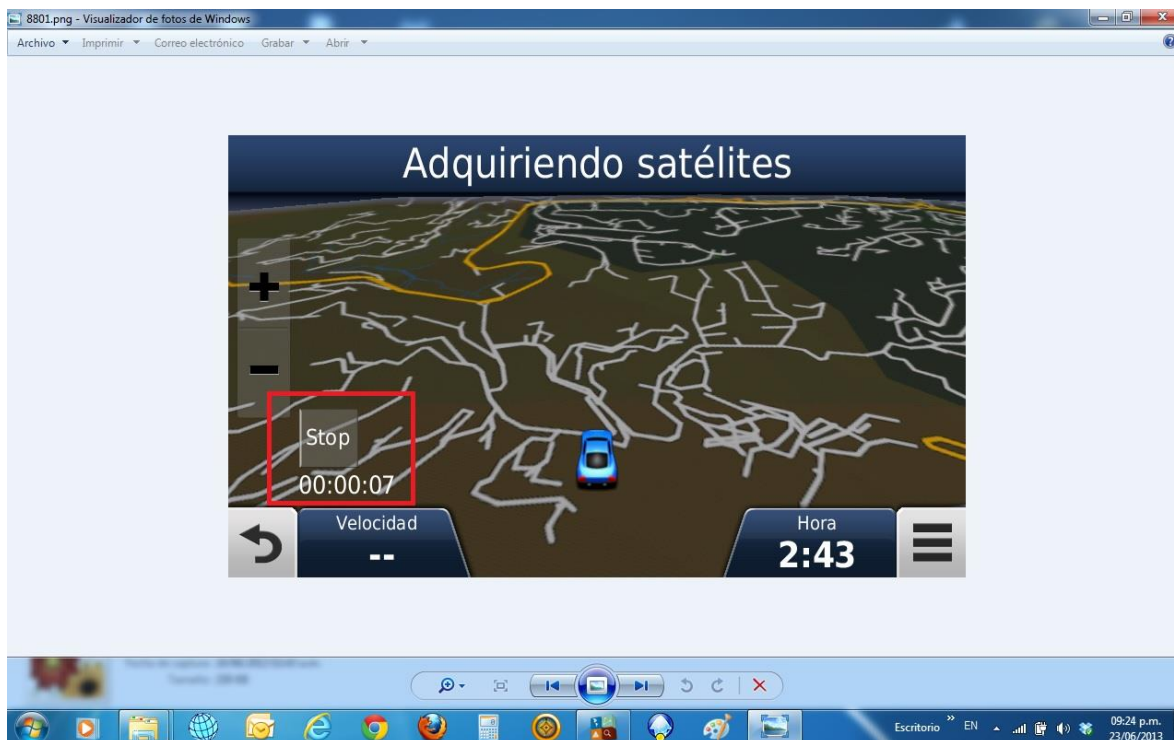 8801.png - Visualizador de fotos de Windows
Archivo Imprimir Correo electrónico Grabar Abrir
Adquiriendo satélites
Stop
00:00:07
Velocidad
--
Hora
2:43
Escritorio » EN
09:24 p.m.
23/06/2013